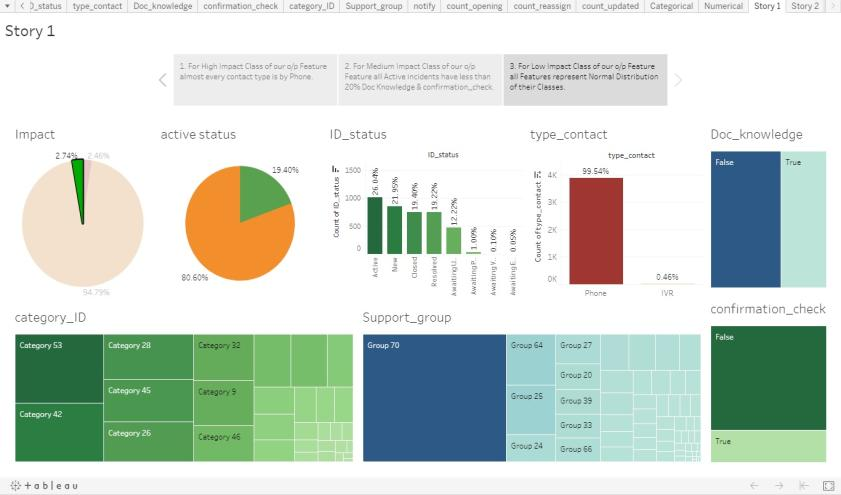 D_status type_contact Doc_knowledge confirmation_check category_ID Support_group notify count_opening count_reassign count_updated Categorical Numerical Story 1 Story 2
Story 1
1. For High Impact Class of our o/p Feature
almost every contact type is by Phone.
2. For Medium Impact Class of our o/p
Feature all Active incidents have less than
20% Doc Knowledge & confirmation_check.
3. For Low Impact Class of our o/p Feature
all Features represent Normal Distribution
of their Classes.
Impact
2.74%
2.46%
94.79%
active status
19.40%
80.60%
ID_status
ID_status
Count of ID_status
1500
1000
500
0
26.04%
21.95%
19.40%
19.22%
12.22%
1.00%
0.10%
0.05%
Active
New
Closed
Resolved
Awaiting U..
Awaiting P..
Awaiting V..
Awaiting E..
type_contact
type_contact
Count of type_contact
4K
3K
2K
1K
0K
99.54%
0.46%
Phone
IVR
Doc_knowledge
False
True
category_ID
Category 53
Category 42
Category 28
Category 45
Category 26
Category 32
Category 9
Category 46
Support_group
Group 70
Group 64
Group 25
Group 24
Group 27
Group 20
Group 39
Group 33
Group 66
confirmation_check
False
True
+ableau